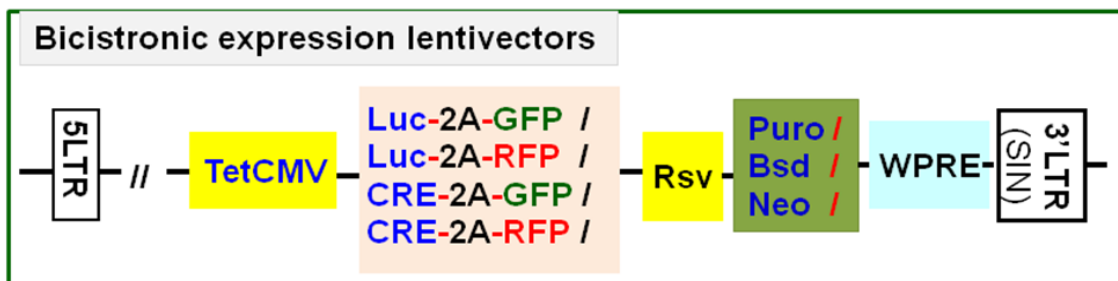 Bicistronic expression lentivectors
5LTR
//
TetCMV
Luc-2A-GFP /
Luc-2A-RFP /
CRE-2A-GFP /
CRE-2A-RFP /
Rsv
Puro /
Bsd /
Neo /
WPRE
3'LTR
(SIN)